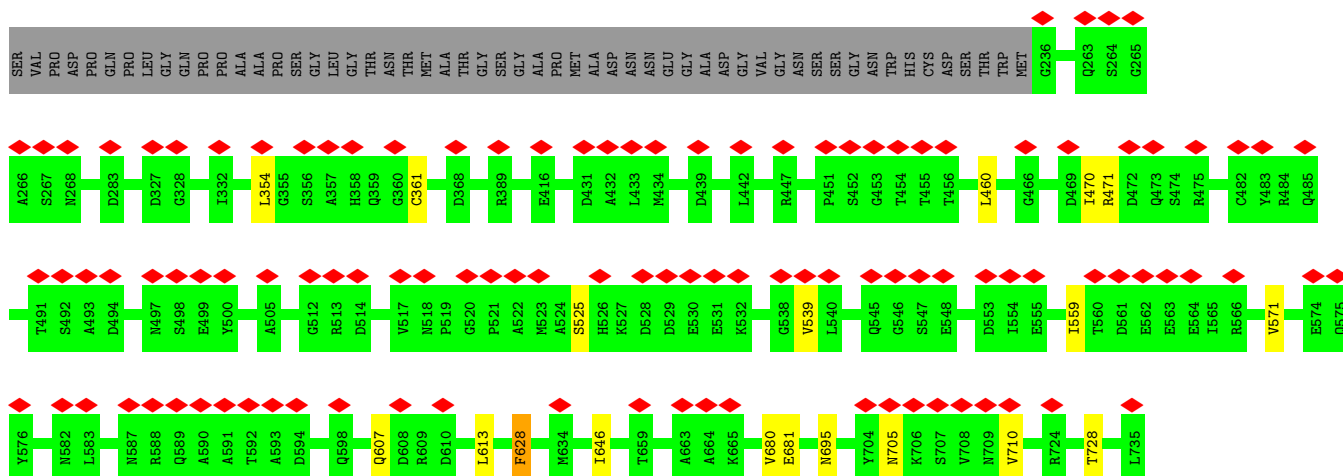 SER VAL PRO ASP PRO GLN PRO LEU GLY GLN PRO PRO ALA ALA PRO SER GLY LEU GLY THR ASN THR MET ALA THR GLY SER GLY ALA PRO MET ALA ASP ASN ASN GLU GLY ALA ASP GLY VAL GLY ASN SER SER GLY ASN TRP HIS CYS ASP SER THR TRP MET G236 Q263 S264 G265
A266 S267 N268 D283 D327 G328 I332 L354 G355 S356 A357 H358 Q359 G360 C361 D368 R389 E416 D431 A432 L433 M434 D439 L442 R447 P451 S452 G453 T454 T455 T456 L460 G466 D469 I470 R471 D472 Q473 S474 R475 C482 Y483 R484 Q485
T491 S492 A493 D494 N497 S498 E499 Y500 A505 G512 R513 D514 V517 N518 P519 G520 P521 A522 M523 A524 S525 H526 K527 D528 D529 E530 E531 K532 G538 V539 L540 Q545 G546 S547 E548 D553 I554 E555 I559 T560 D561 E562 E563 E564 I565 R566 V571 E574 Q575
Y576 N582 L583 N587 R588 Q589 A590 A591 T592 A593 D594 Q598 Q607 D608 R609 D610 L613 F628 M634 I646 T659 A663 A664 K665 V680 E681 N695 Y704 N705 K706 S707 V708 N709 V710 R724 T728 L735